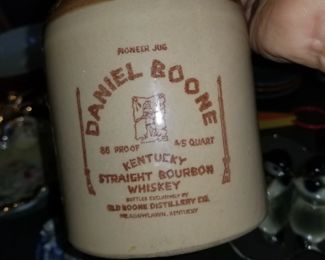 PIONEER JUG
DANIEL BOONE
86 PROOF 4/5 QUART
KENTUCKY
STRAIGHT BOURBON
WHISKEY
BOTTLED EXCLUSIVELY BY
OLD BOONE DISTILLERY CO.
MEADOWLAWN, KENTUCKY